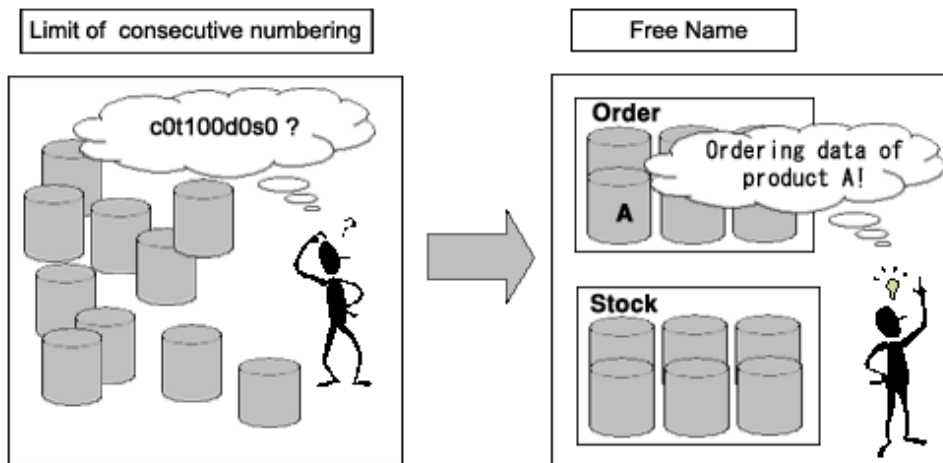 Limit of consecutive numbering
Free Name
c0t100d0s0 ?
?
Order
Ordering data of
product A!
A
Stock